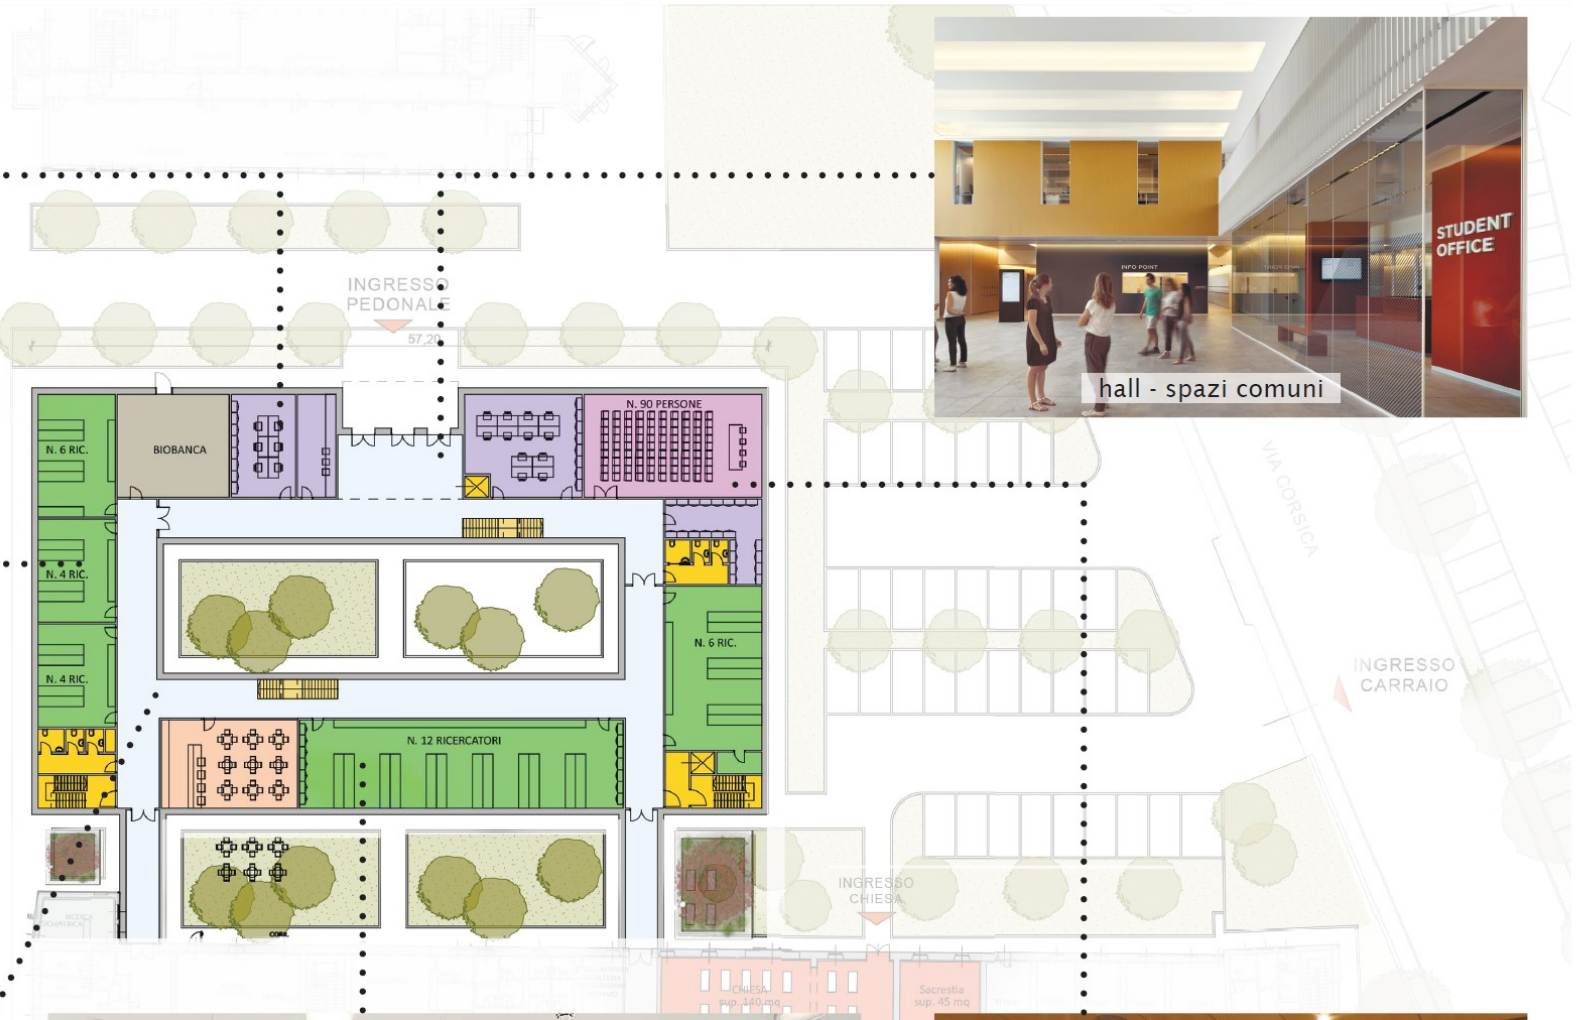 INFO POINT
STUDENT
OFFICE
hall - spazi comuni
INGRESSO
PEDONALE
57,20
N. 90 PERSONE
N. 6 RIC.
BIOBANCA
VIA CORSICA
N. 4 RIC.
N. 6 RIC.
N. 4 RIC.
INGRESSO
CARRAIO
N. 12 RICERCATORI
INGRESSO
CHIESA
CHIESA
sup. 140 mq
Sacrestia
sup. 45 mq